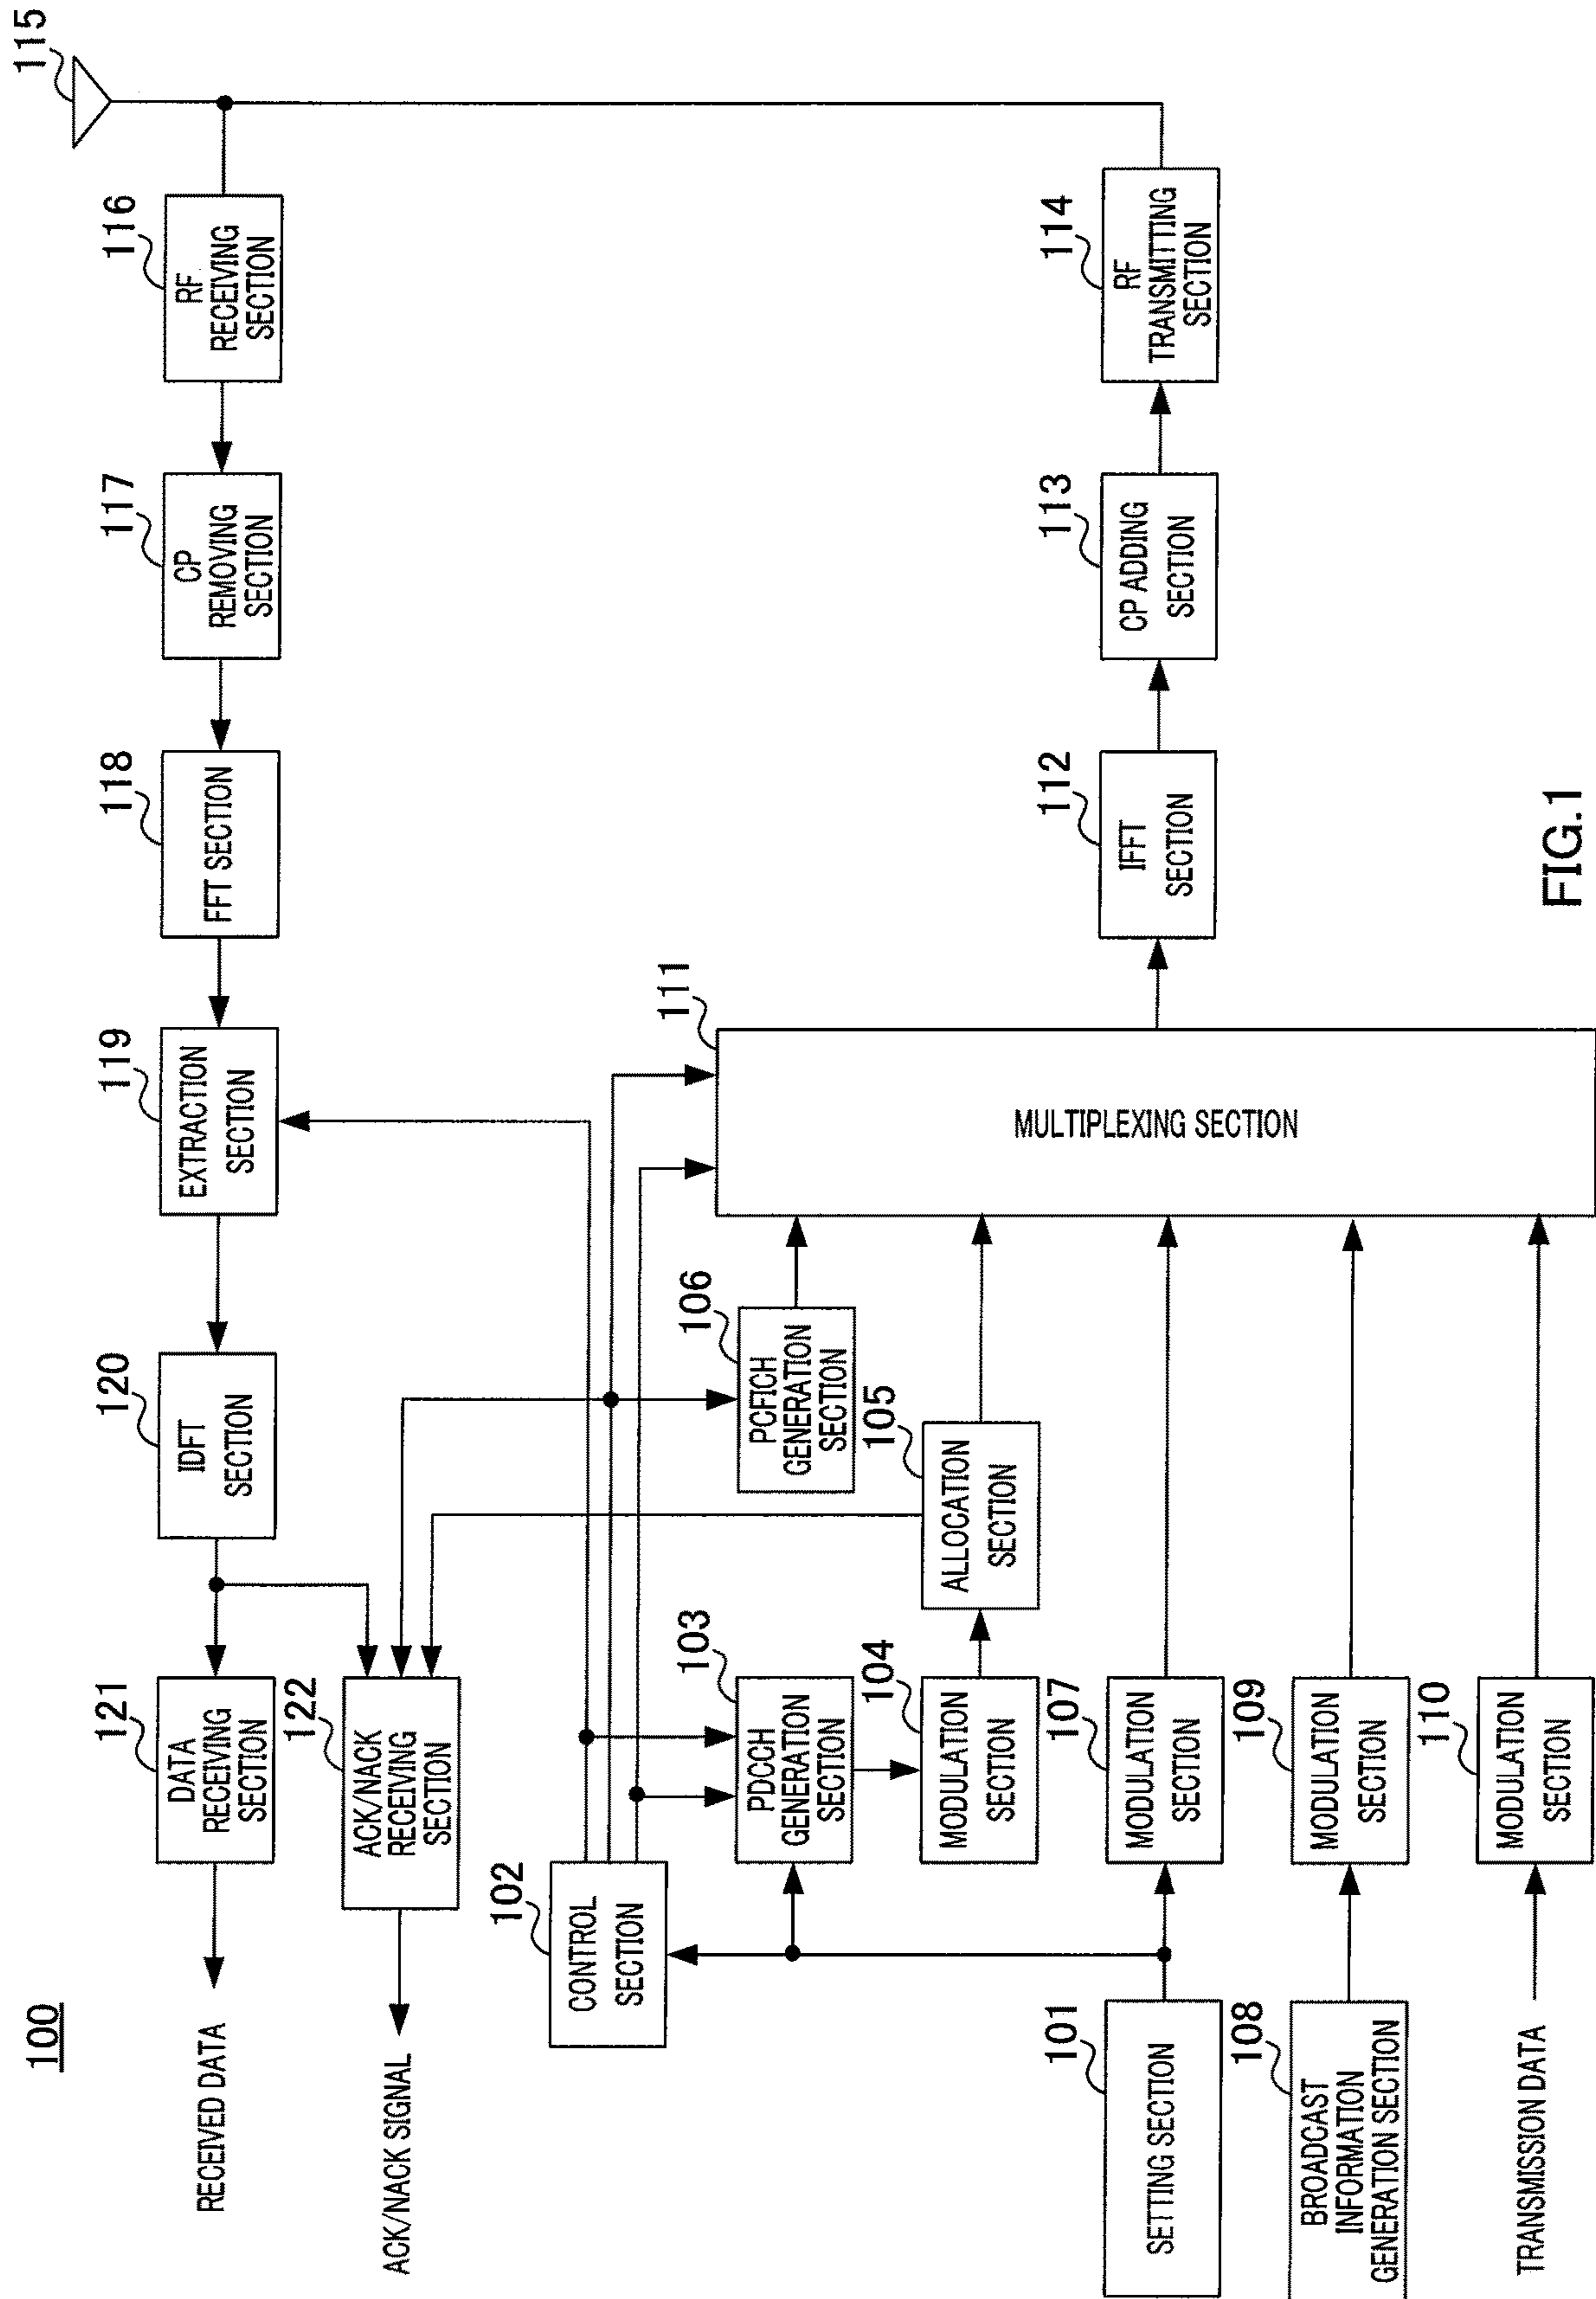 100
115
116
RF
RECEIVING
SECTION
117
CP
REMOVING
SECTION
118
FFT SECTION
119
EXTRACTION
SECTION
120
IDFT
SECTION
121
DATA
RECEIVING
SECTION
RECEIVED DATA
122
ACK/NACK
RECEIVING
SECTION
ACK/NACK SIGNAL
102
CONTROL
SECTION
103
PDCCH
GENERATION
SECTION
104
MODULATION
SECTION
105
ALLOCATION
SECTION
106
PCFICH
GENERATION
SECTION
111
MULTIPLEXING SECTION
112
IFFT
SECTION
113
CP ADDING
SECTION
114
RF
TRANSMITTING
SECTION
101
SETTING SECTION
107
MODULATION
SECTION
108
BROADCAST
INFORMATION
GENERATION SECTION
109
MODULATION
SECTION
TRANSMISSION DATA
110
MODULATION
SECTION
FIG.1